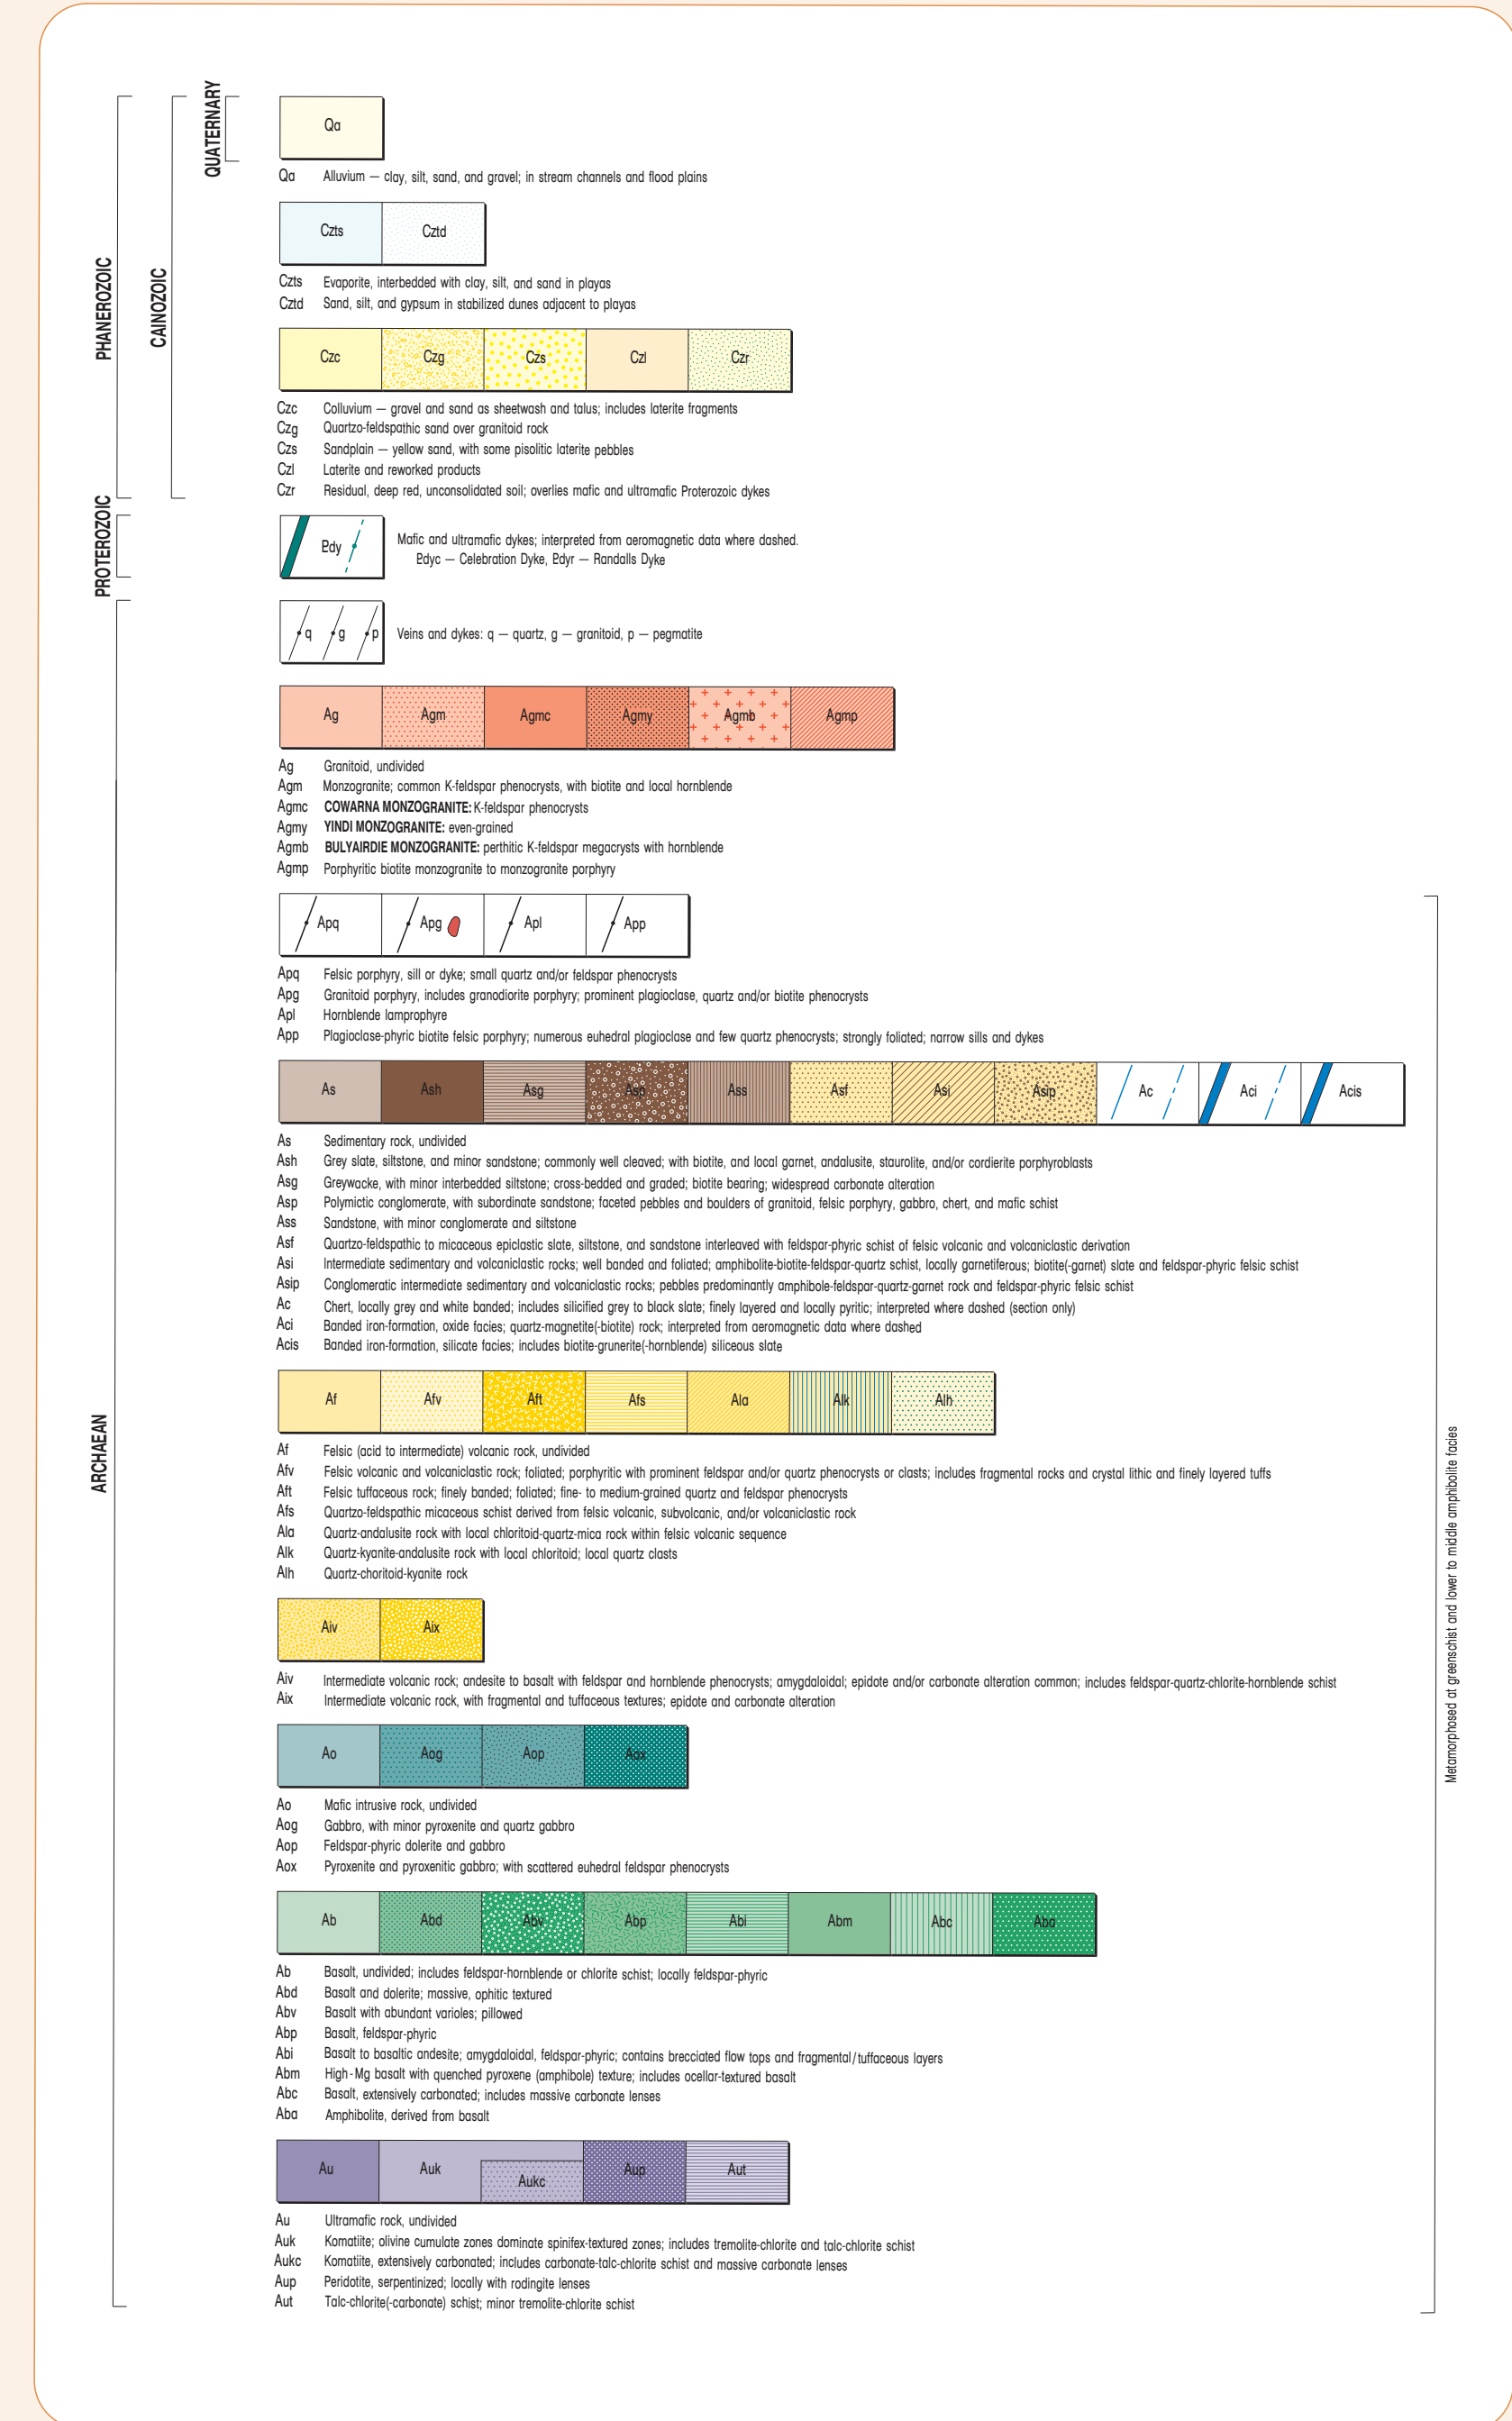 PHANEROZOIC
CAINOZOIC
QUATERNARY
Qa
Qa Alluvium — clay, silt, sand, and gravel; in stream channels and flood plains
Czts Cztd
Czts Evaporite, interbedded with clay, silt, and sand in playas
Cztd Sand, silt, and gypsum in stabilized dunes adjacent to playas
Czc Czg Czs Czl Czr
Czc Colluvium — gravel and sand as sheetwash and talus; includes laterite fragments
Czg Quartzo-feldspathic sand over granitoid rock
Czs Sandplain — yellow sand, with some pisolitic laterite pebbles
Czl Laterite and reworked products
Czr Residual, deep red, unconsolidated soil; overlies mafic and ultramafic Proterozoic dykes
PROTEROZOIC
Pdy
Mafic and ultramafic dykes; interpreted from aeromagnetic data where dashed.
Pdyc — Celebration Dyke, Pdyr — Randalls Dyke
ARCHAEAN
q g p
Veins and dykes: q — quartz, g — granitoid, p — pegmatite
Ag Agm Agmc Agmy Agmb Agmp
Ag Granitoid, undivided
Agm Monzogranite; common K-feldspar phenocrysts, with biotite and local hornblende
Agmc COWARNA MONZOGRANITE: K-feldspar phenocrysts
Agmy YINDI MONZOGRANITE: even-grained
Agmb BULYAIRDIE MONZOGRANITE: perthitic K-feldspar megacrysts with hornblende
Agmp Porphyritic biotite monzogranite to monzogranite porphyry
Apq Apg Apl App
Apq Felsic porphyry, sill or dyke; small quartz and/or feldspar phenocrysts
Apg Granitoid porphyry, includes granodiorite porphyry; prominent plagioclase, quartz and/or biotite phenocrysts
Apl Hornblende lamprophyre
App Plagioclase-phyric biotite felsic porphyry; numerous euhedral plagioclase and few quartz phenocrysts; strongly foliated; narrow sills and dykes
As Ash Asg Asp Ass Asf Asi Asip Ac Aci Acis
As Sedimentary rock, undivided
Ash Grey slate, siltstone, and minor sandstone; commonly well cleaved; with biotite, and local garnet, andalusite, staurolite, and/or cordierite porphyroblasts
Asg Greywacke, with minor interbedded siltstone; cross-bedded and graded; biotite bearing; widespread carbonate alteration
Asp Polymictic conglomerate, with subordinate sandstone; faceted pebbles and boulders of granitoid, felsic porphyry, gabbro, chert, and mafic schist
Ass Sandstone, with minor conglomerate and siltstone
Asf Quartzo-feldspathic to micaceous epiclastic slate, siltstone, and sandstone interleaved with feldspar-phyric schist of felsic volcanic and volcaniclastic derivation
Asi Intermediate sedimentary and volcaniclastic rocks; well banded and foliated; amphibolite-biotite-feldspar-quartz schist, locally garnetiferous; biotite(-garnet) slate and feldspar-phyric felsic schist
Asip Conglomeratic intermediate sedimentary and volcaniclastic rocks; pebbles predominantly amphibole-feldspar-quartz-garnet rock and feldspar-phyric felsic schist
Ac Chert, locally grey and white banded; includes silicified grey to black slate; finely layered and locally pyritic; interpreted where dashed (section only)
Aci Banded iron-formation, oxide facies; quartz-magnetite(-biotite) rock; interpreted from aeromagnetic data where dashed
Acis Banded iron-formation, silicate facies; includes biotite-grunerite(-hornblende) siliceous slate
Af Afv Aft Afs Ala Alk Alh
Af Felsic (acid to intermediate) volcanic rock, undivided
Afv Felsic volcanic and volcaniclastic rock; foliated; porphyritic with prominent feldspar and/or quartz phenocrysts or clasts; includes fragmental rocks and crystal lithic and finely layered tuffs
Aft Felsic tuffaceous rock; finely banded; foliated; fine- to medium-grained quartz and feldspar phenocrysts
Afs Quartzo-feldspathic micaceous schist derived from felsic volcanic, subvolcanic, and/or volcaniclastic rock
Ala Quartz-andalusite rock with local chloritoid-quartz-mica rock within felsic volcanic sequence
Alk Quartz-kyanite-andalusite rock with local chloritoid; local quartz clasts
Alh Quartz-choritoid-kyanite rock
Aiv Aix
Aiv Intermediate volcanic rock; andesite to basalt with feldspar and hornblende phenocrysts; amygdaloidal; epidote and/or carbonate alteration common; includes feldspar-quartz-chlorite-hornblende schist
Aix Intermediate volcanic rock, with fragmental and tuffaceous textures; epidote and carbonate alteration
Ao Aog Aop Aox
Ao Mafic intrusive rock, undivided
Aog Gabbro, with minor pyroxenite and quartz gabbro
Aop Feldspar-phyric dolerite and gabbro
Aox Pyroxenite and pyroxenitic gabbro; with scattered euhedral feldspar phenocrysts
Ab Abd Abv Abp Abi Abm Abc Aba
Ab Basalt, undivided; includes feldspar-hornblende or chlorite schist; locally feldspar-phyric
Abd Basalt and dolerite; massive, ophitic textured
Abv Basalt with abundant varioles; pillowed
Abp Basalt, feldspar-phyric
Abi Basalt to basaltic andesite; amygdaloidal, feldspar-phyric; contains brecciated flow tops and fragmental/tuffaceous layers
Abm High-Mg basalt with quenched pyroxene (amphibole) texture; includes ocellar-textured basalt
Abc Basalt, extensively carbonated; includes massive carbonate lenses
Aba Amphibolite, derived from basalt
Au Auk Aukc Aup Aut
Au Ultramafic rock, undivided
Auk Komatiite; olivine cumulate zones dominate spinifex-textured zones; includes tremolite-chlorite and talc-chlorite schist
Aukc Komatiite, extensively carbonated; includes carbonate-talc-chlorite schist and massive carbonate lenses
Aup Peridotite, serpentinized; locally with rodingite lenses
Aut Talc-chlorite(-carbonate) schist; minor tremolite-chlorite schist
Metamorphosed at greenschist and lower to middle amphibolite facies